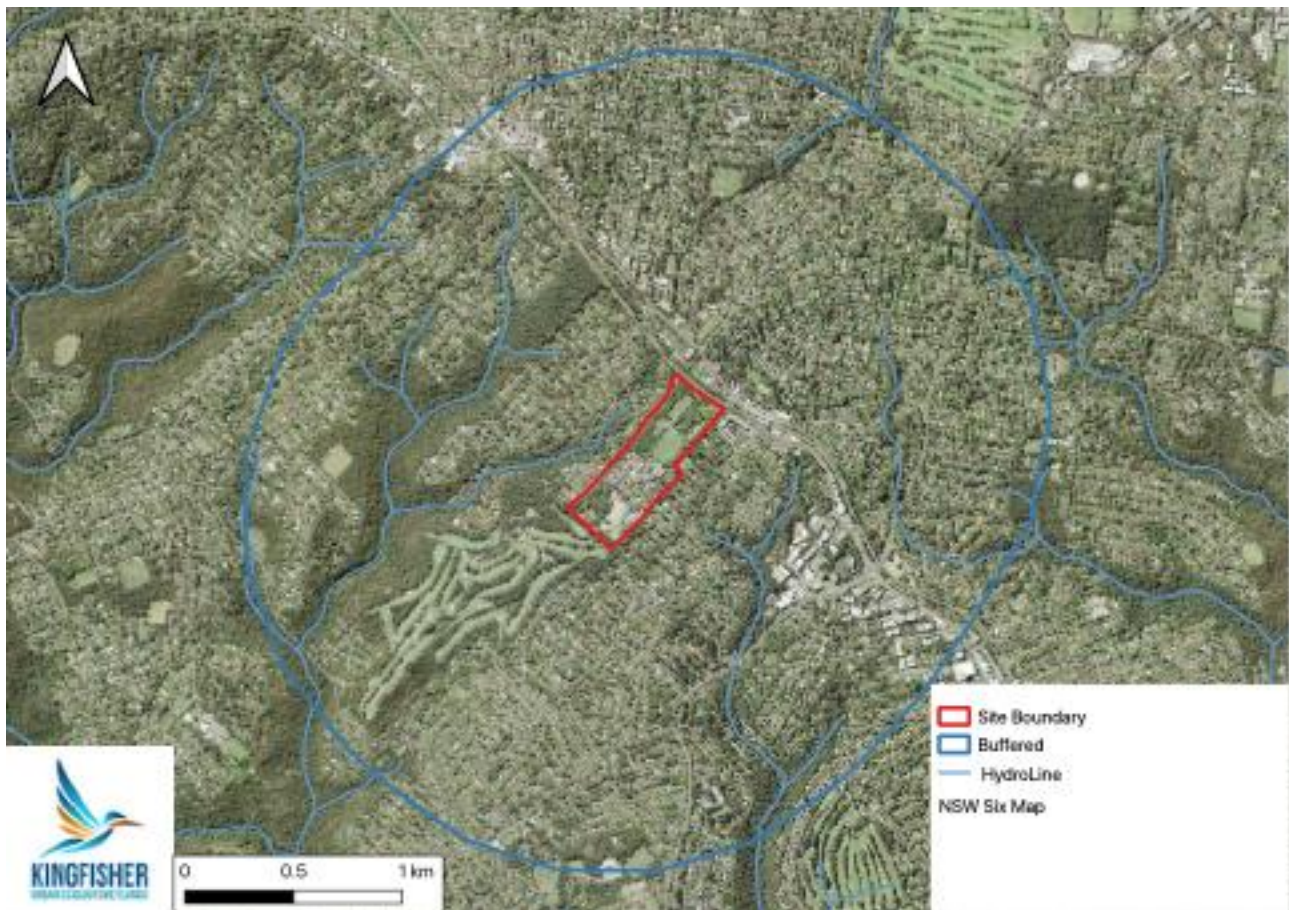 Site Boundary
Buffered
HydroLine
NSW Six Map
KINGFISHER
0 0.5 1 km